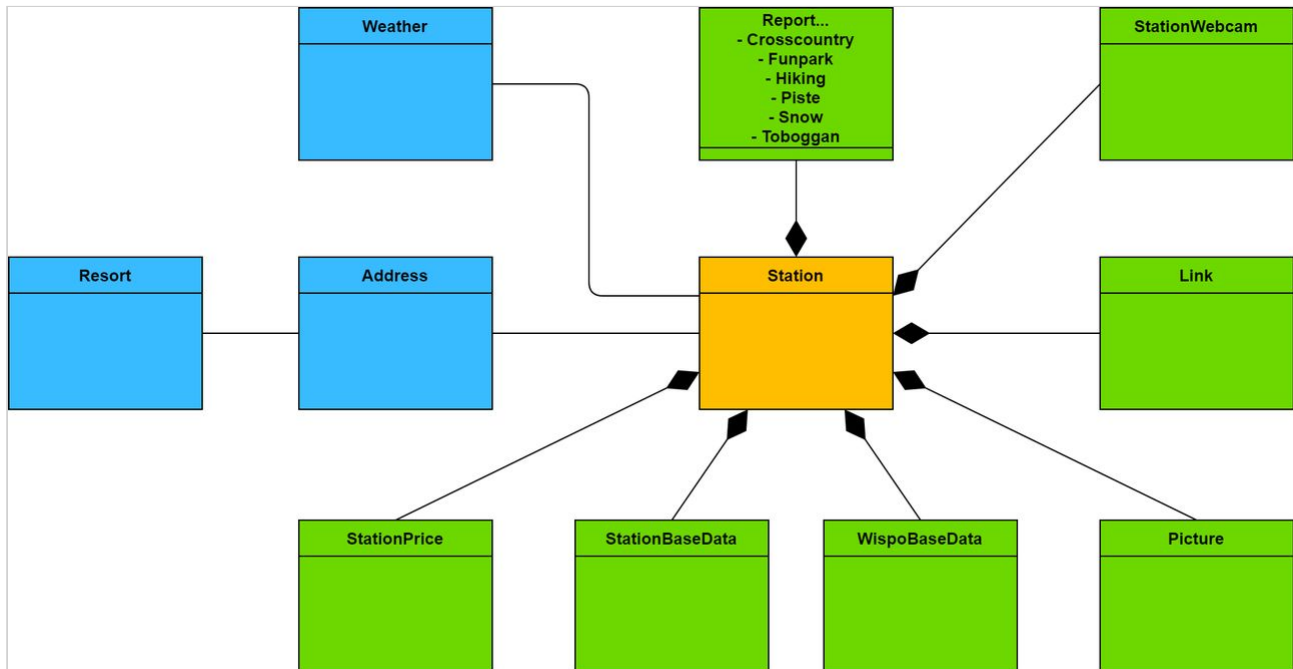 Weather
Report...
- Crosscountry
- Funpark
- Hiking
- Piste
- Snow
- Toboggan
StationWebcam
Resort
Address
Station
Link
StationPrice
StationBaseData
WispoBaseData
Picture